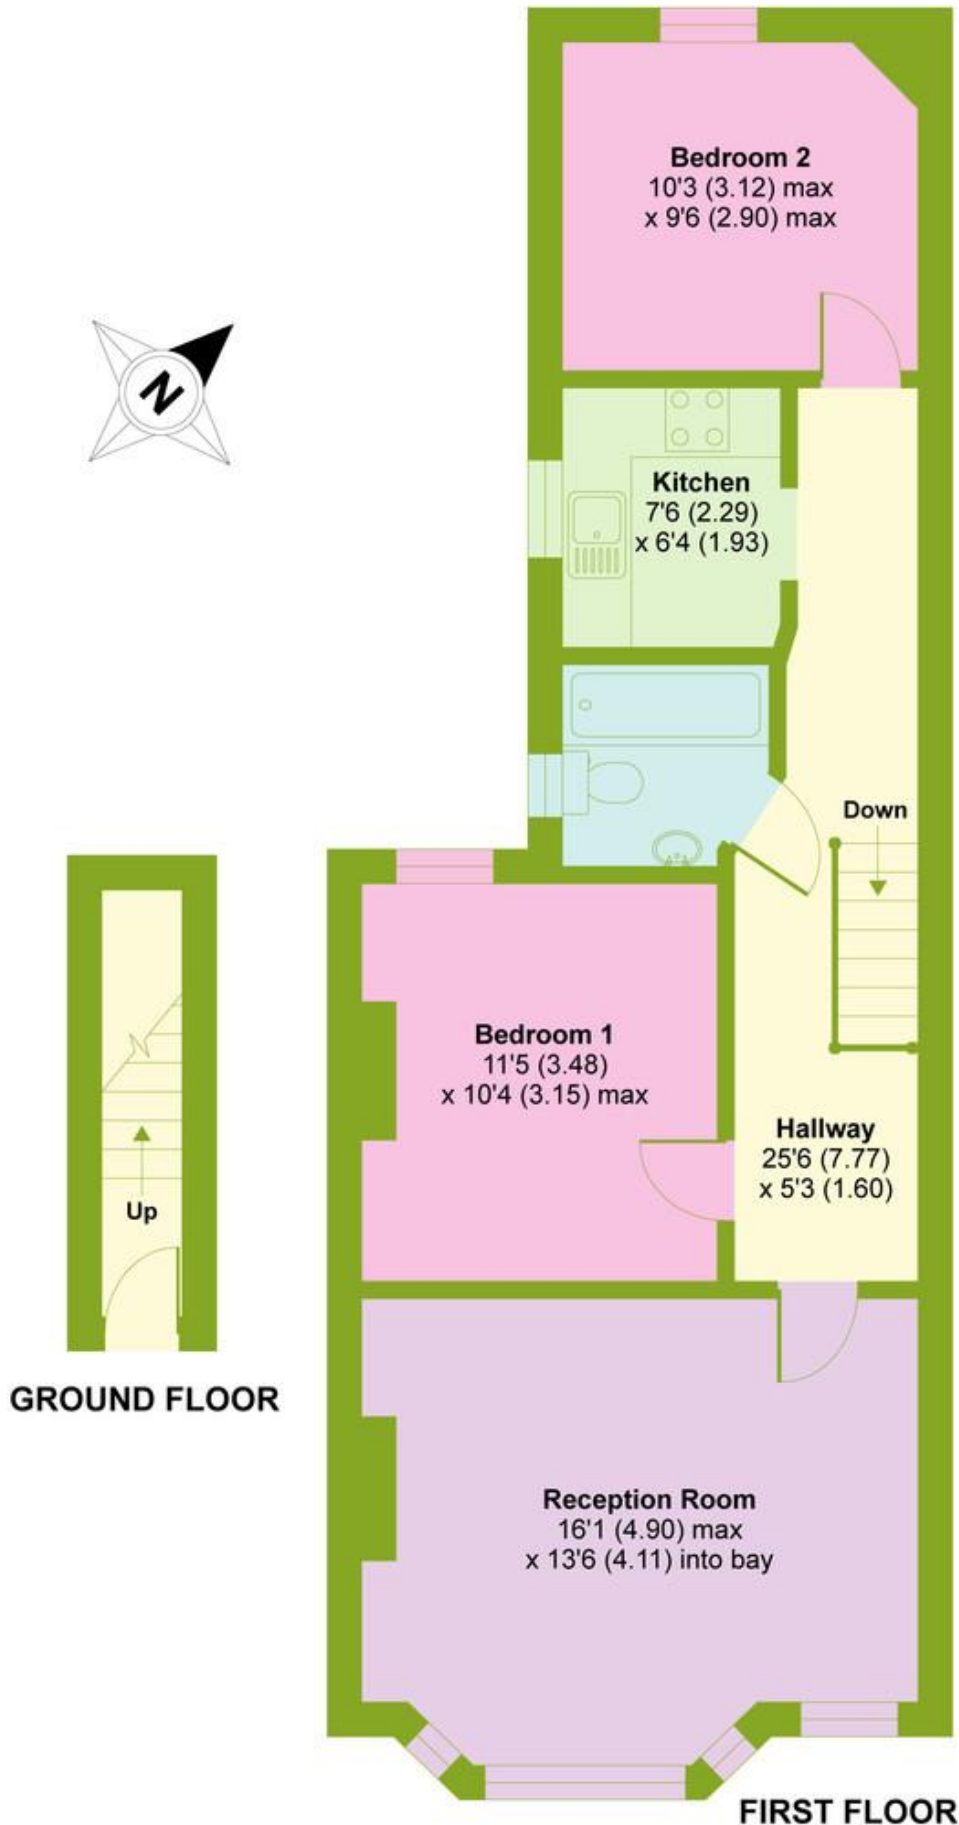 Bedroom 2
10'3 (3.12) max
x 9'6 (2.90) max
N
Kitchen
7'6 (2.29)
x 6'4 (1.93)
Down
Bedroom 1
11'5 (3.48)
x 10'4 (3.15) max
Hallway
25'6 (7.77)
x 5'3 (1.60)
Up
GROUND FLOOR
Reception Room
16'1 (4.90) max
x 13'6 (4.11) into bay
FIRST FLOOR